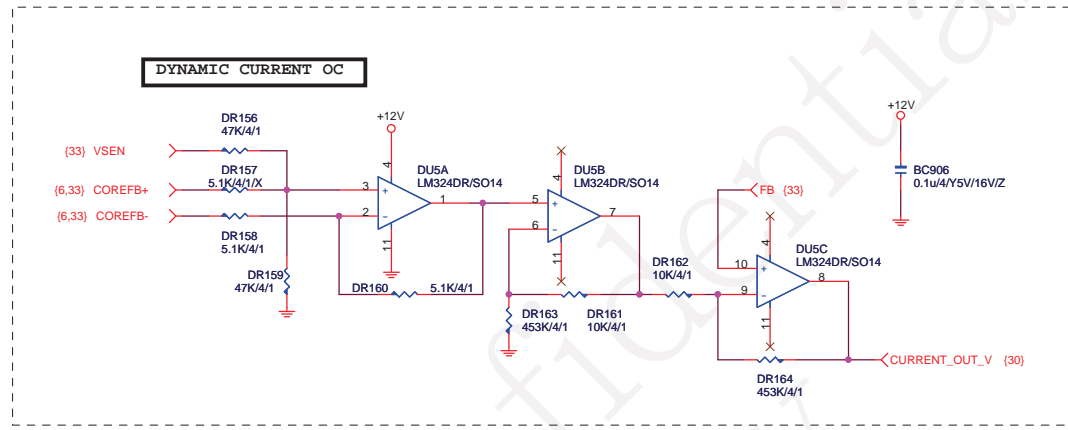 DYNAMIC CURRENT OC
DR156
47K/4/1
{33} VSEN
DR157
5.1K/4/1/X
{6,33} COREFB+
{6,33} COREFB-
DR158
5.1K/4/1
DR159
47K/4/1
DR160
5.1K/4/1
+12V
4
DU5A
LM324DR/SO14
3
+
1
2
-
11
DU5B
LM324DR/SO14
4
5
+
7
6
-
11
DR162
10K/4/1
DR163
453K/4/1
DR161
10K/4/1
FB {33}
4
DU5C
LM324DR/SO14
10
+
8
9
-
11
DR164
453K/4/1
CURRENT_OUT_V {30}
+12V
BC906
0.1u/4/Y5V/16V/Z
fidential